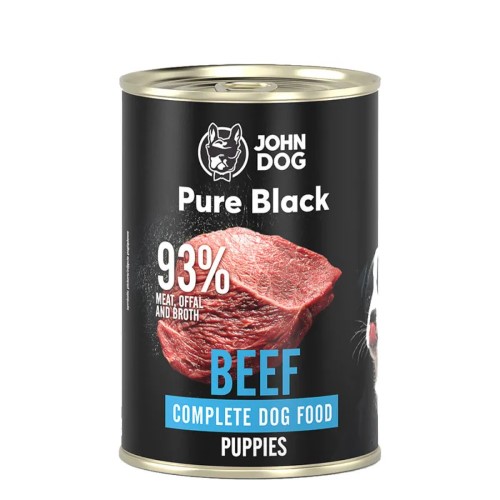 JOHN
DOG
Pure Black
93%
MEAT, OFFAL
AND BROTH
BEEF
COMPLETE DOG FOOD
PUPPIES